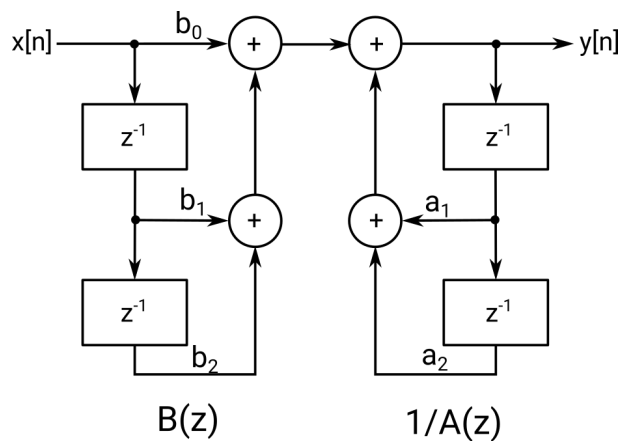 x[n] b₀ + + y[n]
z⁻¹ z⁻¹
b₁ + + a₁
z⁻¹ z⁻¹
b₂ a₂
B(z) 1/A(z)